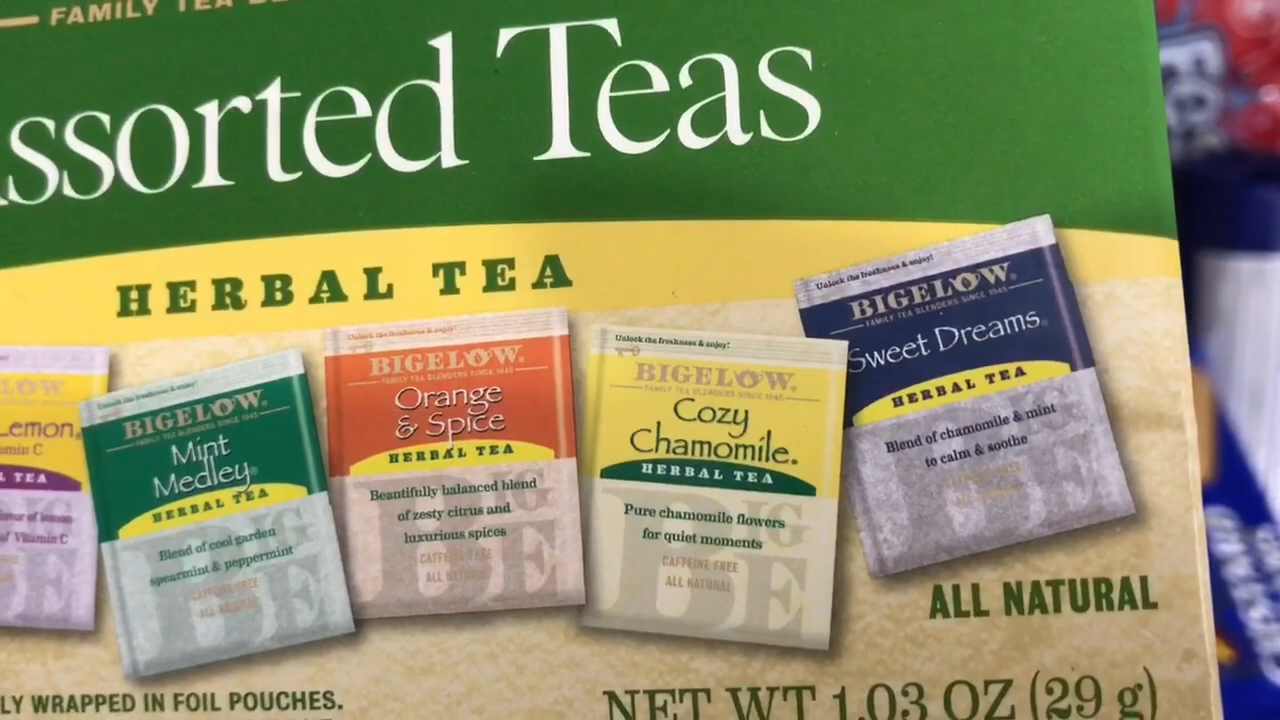 FAMILY TEA
ssorted Teas
HERBAL TEA
Lemon
amin C
L TEA
flavor of lemon
of Vitamin C
Unlock the freshness & enjoy!
BIGELOW®
FAMILY TEA BLENDERS SINCE 1945
Mint
Medley®
HERBAL TEA
Blend of cool garden
spearmint & peppermint
CAFFEINE FREE
ALL NATURAL
Unlock the freshness & enjoy!
BIGELOW®
FAMILY TEA BLENDERS SINCE 1945
Orange
& Spice
HERBAL TEA
Beautifully balanced blend
of zesty citrus and
luxurious spices
CAFFEINE FREE
ALL NATURAL
Unlock the freshness & enjoy!
BIGELOW®
FAMILY TEA BLENDERS SINCE 1945
Cozy
Chamomile®
HERBAL TEA
Pure chamomile flowers
for quiet moments
CAFFEINE FREE
ALL NATURAL
Unlock the freshness & enjoy!
BIGELOW®
FAMILY TEA BLENDERS SINCE 1945
Sweet Dreams®
HERBAL TEA
Blend of chamomile & mint
to calm & soothe
CAFFEINE FREE
ALL NATURAL
ALL NATURAL
LY WRAPPED IN FOIL POUCHES.
NET WT 1.03 OZ (29 g)